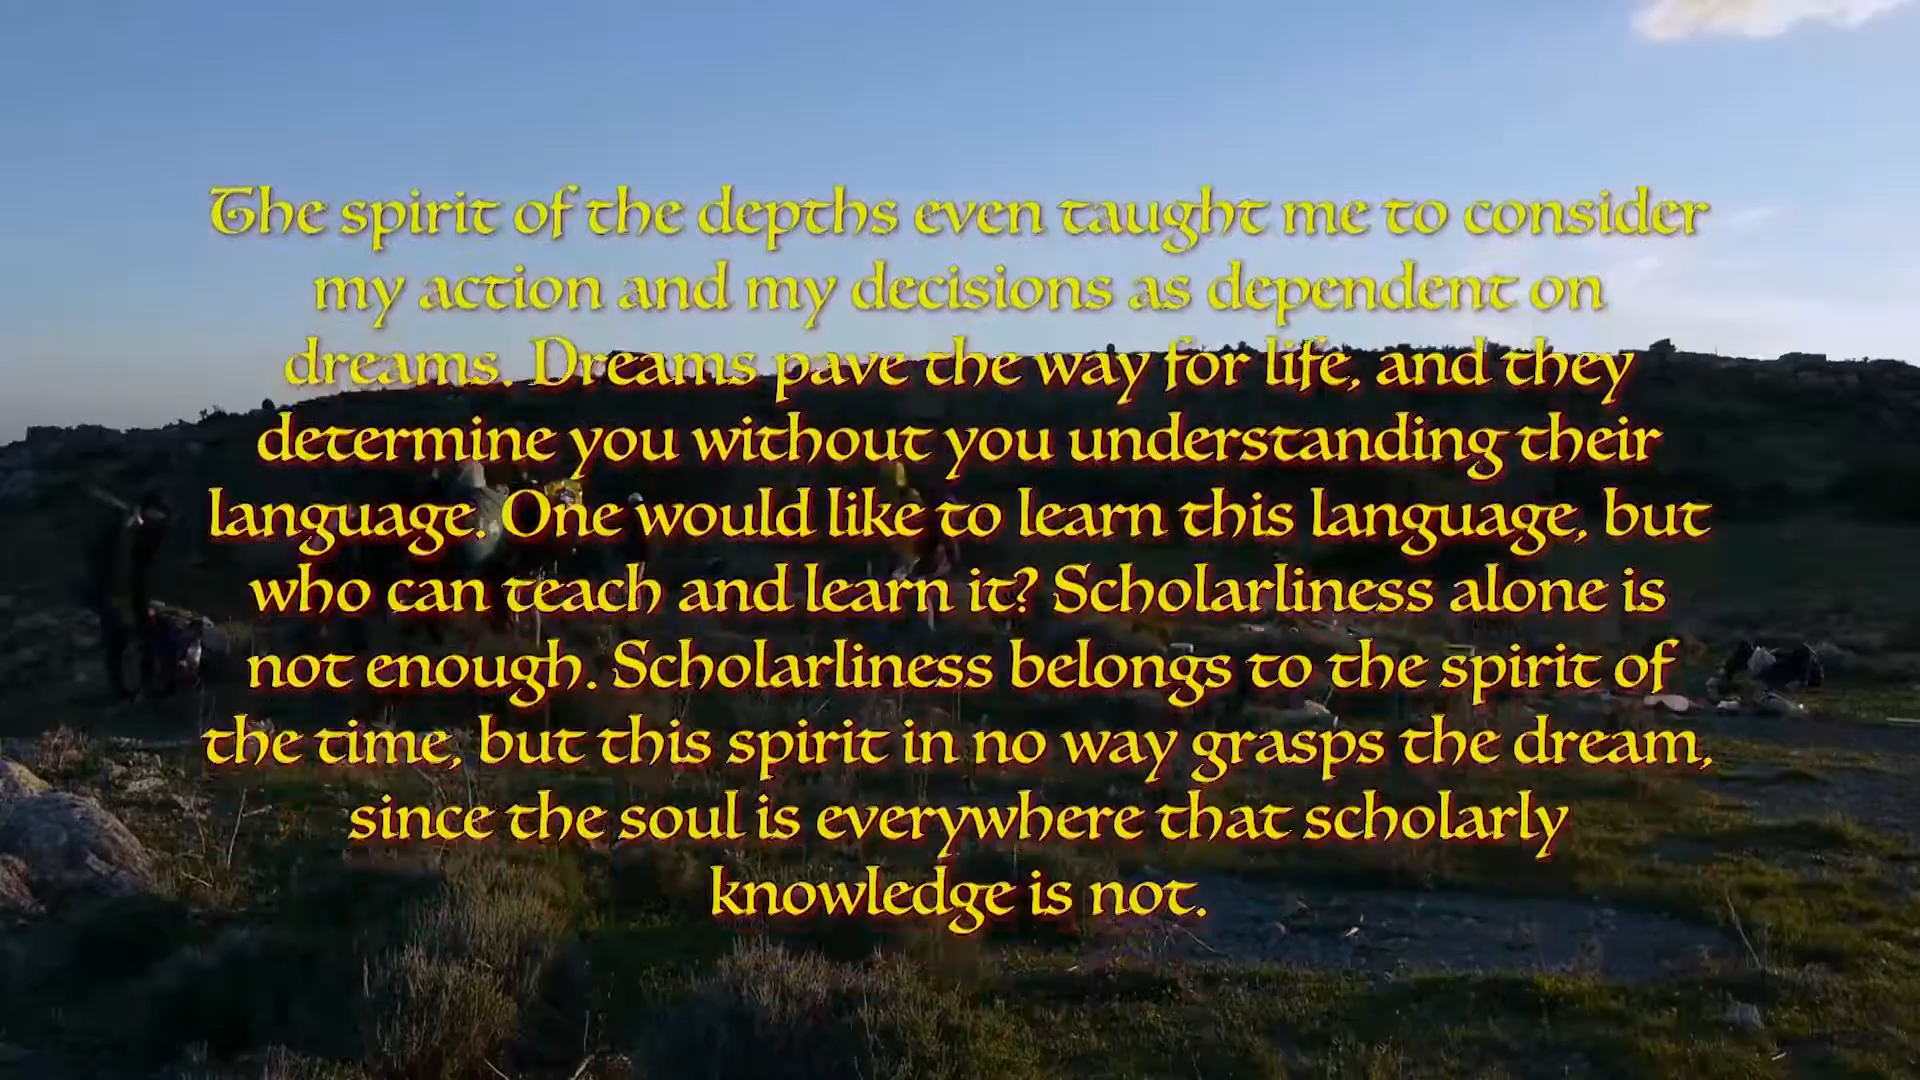 The spirit of the depths even taught me to consider
my action and my decisions as dependent on
dreams. Dreams pave the way for life, and they
determine you without you understanding their
language. One would like to learn this language, but
who can teach and learn it? Scholarliness alone is
not enough. Scholarliness belongs to the spirit of
the time, but this spirit in no way grasps the dream,
since the soul is everywhere that scholarly
knowledge is not.